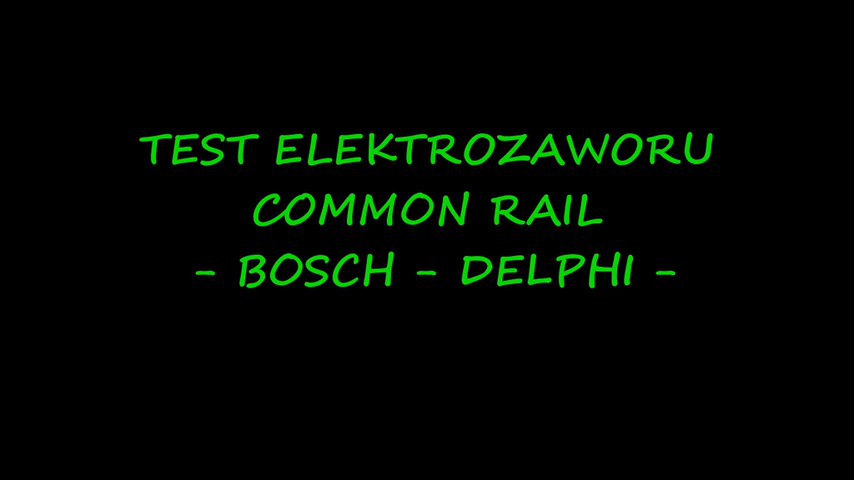 TEST ELEKTROZAWORU
COMMON RAIL
- BOSCH - DELPHI -